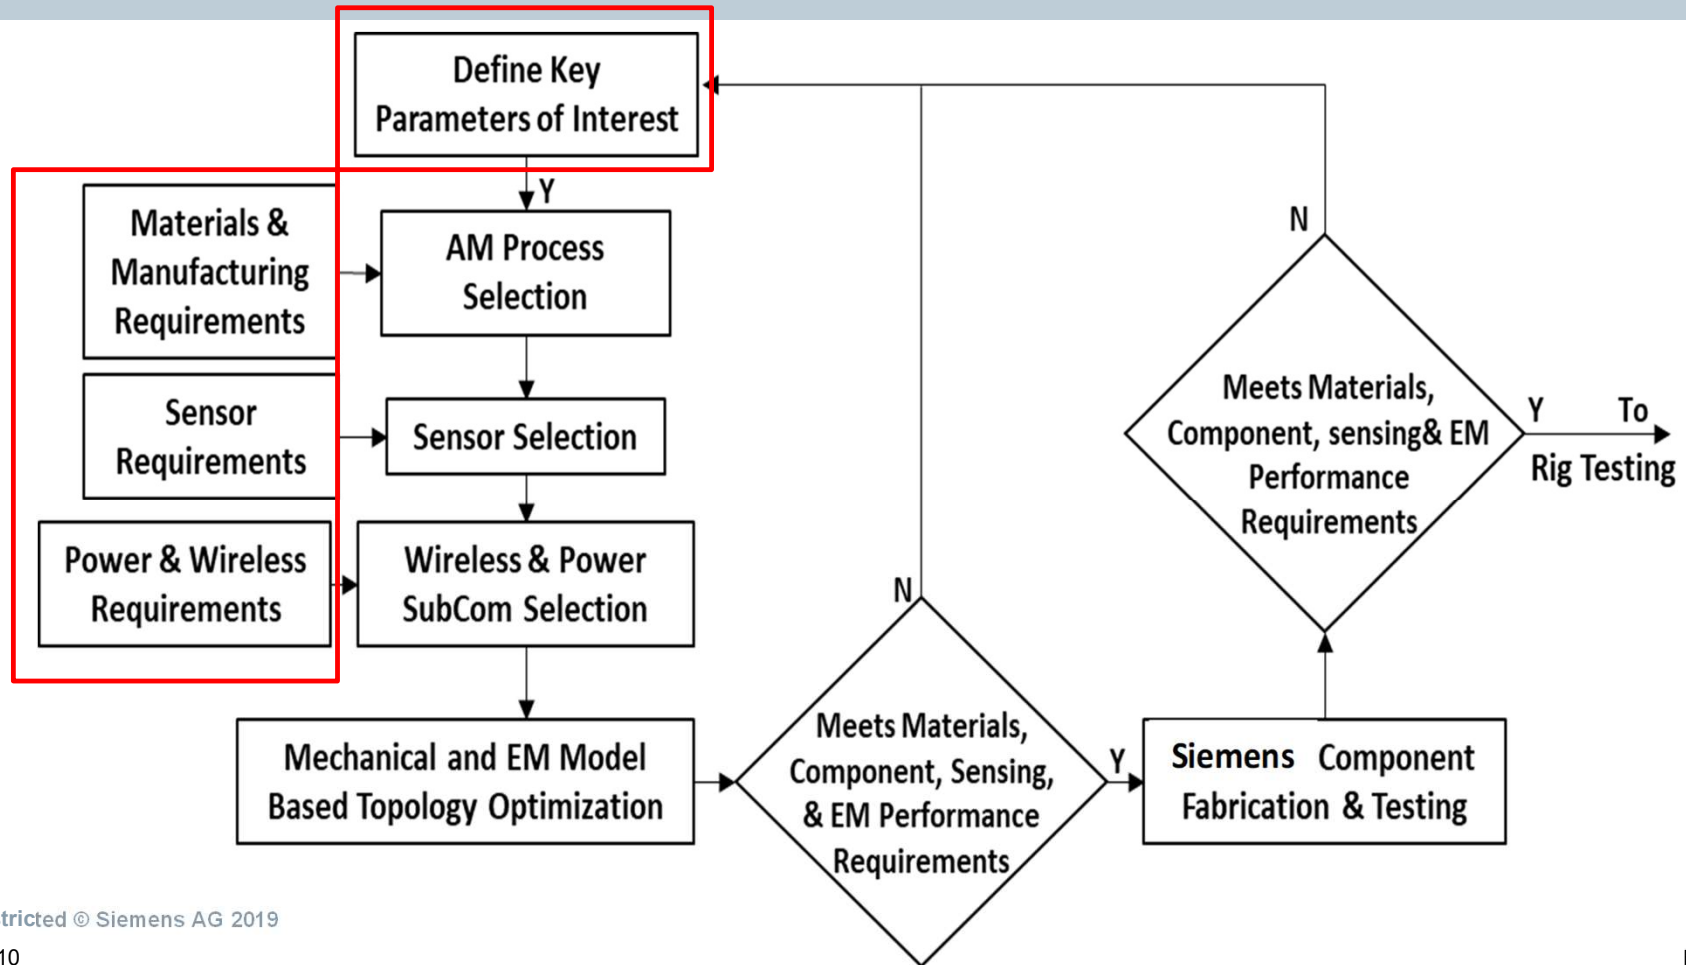 Define Key
Parameters of Interest
Y
Materials &
Manufacturing
Requirements
AM Process
Selection
Sensor
Requirements
Sensor Selection
Power & Wireless
Requirements
Wireless & Power
SubCom Selection
Mechanical and EM Model
Based Topology Optimization
N
Meets Materials,
Component, Sensing,
& EM Performance
Requirements
Y
Siemens Component
Fabrication & Testing
N
Meets Materials,
Component, sensing& EM
Performance
Requirements
Y To
Rig Testing
tricted © Siemens AG 2019
10